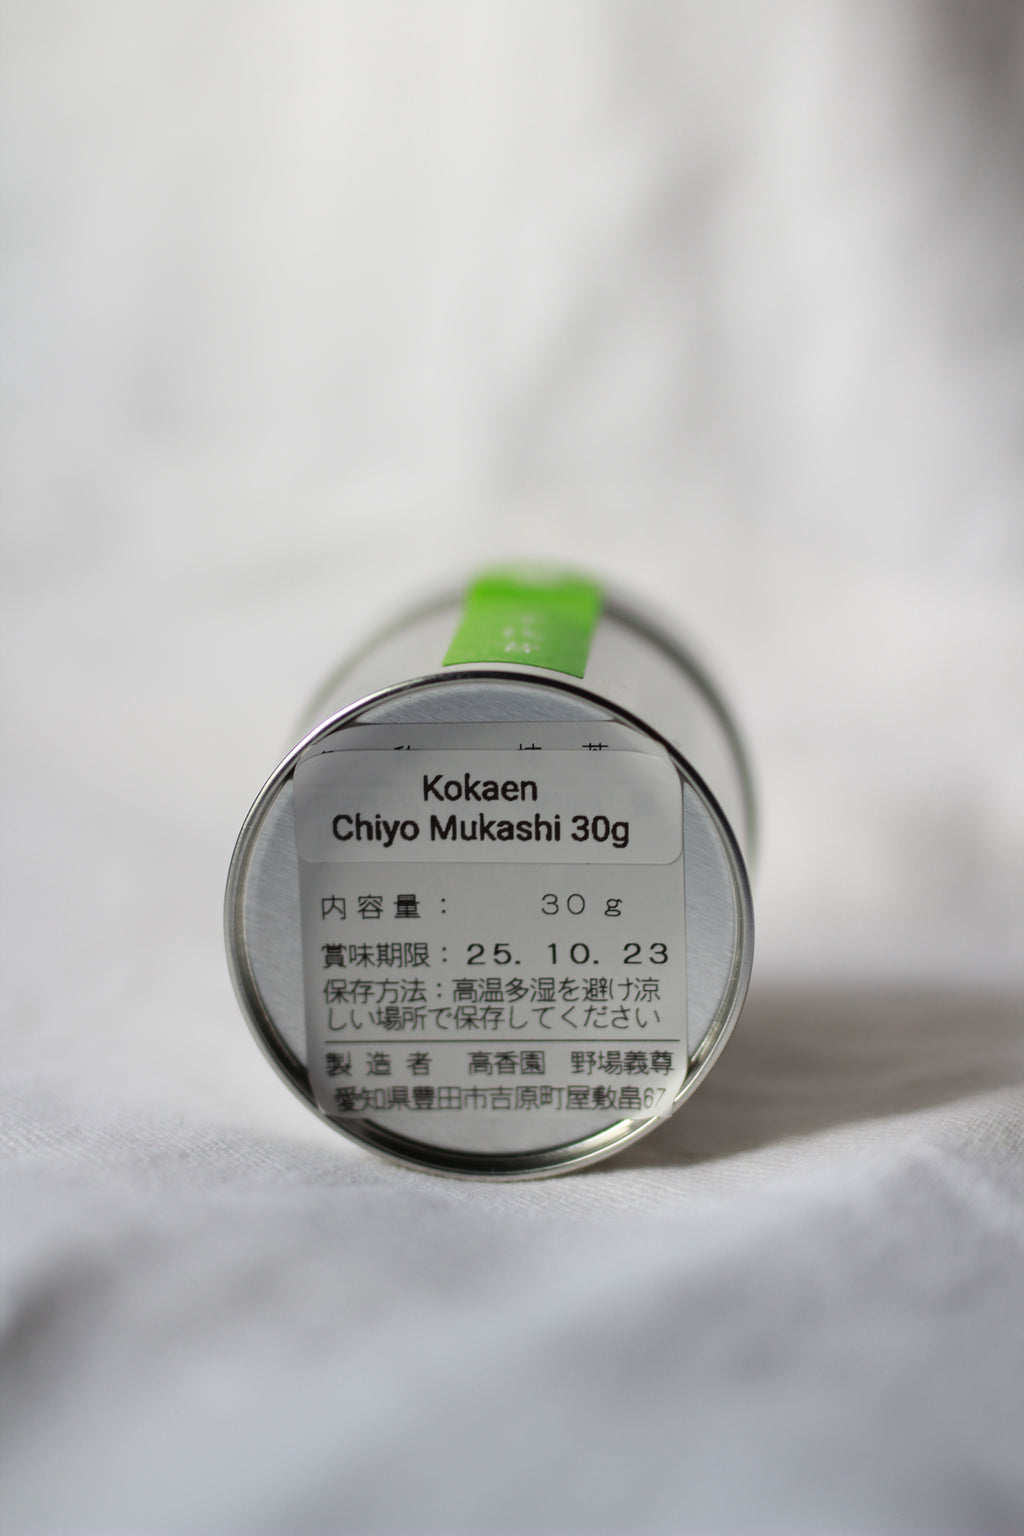 Kokaen
Chiyo Mukashi 30g
内容量： 30 g
賞味期限：25. 10. 23
保存方法：高温多湿を避け涼
しい場所で保存してください
製造者 高香園 野場義尊
愛知県豊田市吉原町屋敷畠67